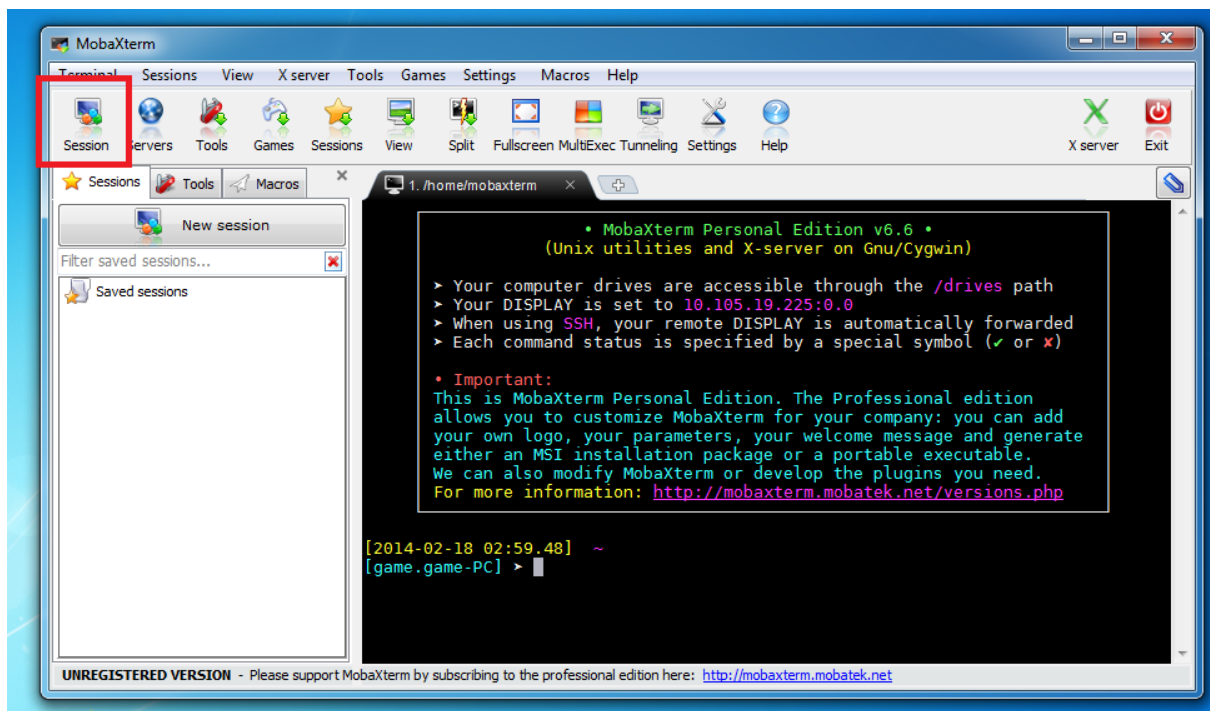 MobaXterm
Terminal Sessions View X server Tools Games Settings Macros Help
Session Servers Tools Games Sessions View Split Fullscreen MultiExec Tunneling Settings Help X server Exit
Sessions Tools Macros
1. /home/mobaxterm
New session
Filter saved sessions...
Saved sessions
• MobaXterm Personal Edition v6.6 •
(Unix utilities and X-server on Gnu/Cygwin)
➤ Your computer drives are accessible through the /drives path
➤ Your DISPLAY is set to 10.105.19.225:0.0
➤ When using SSH, your remote DISPLAY is automatically forwarded
➤ Each command status is specified by a special symbol (✔ or ✘)
• Important:
This is MobaXterm Personal Edition. The Professional edition
allows you to customize MobaXterm for your company: you can add
your own logo, your parameters, your welcome message and generate
either an MSI installation package or a portable executable.
We can also modify MobaXterm or develop the plugins you need.
For more information: http://mobaxterm.mobatek.net/versions.php
[2014-02-18 02:59.48] ~
[game.game-PC] ➤
UNREGISTERED VERSION - Please support MobaXterm by subscribing to the professional edition here: http://mobaxterm.mobatek.net